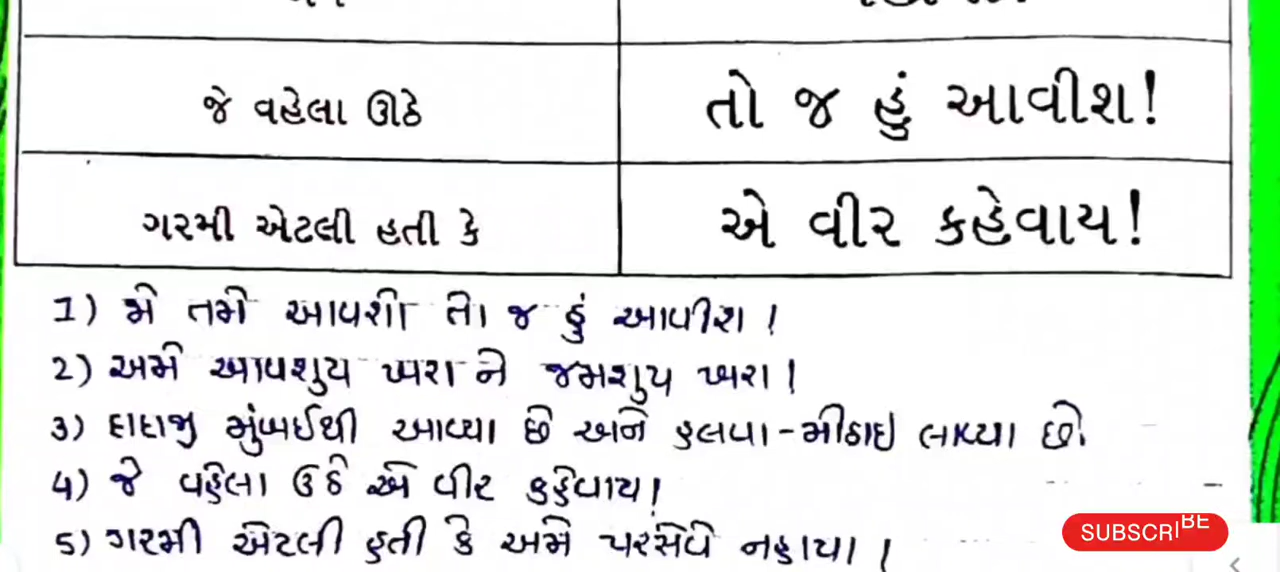 જે વહેલા ઊઠે
તો જ હું આવીશ!
ગરમી એટલી હતી કે
એ વીર કહેવાય!
1) જો તમે આવશો તો જ હું આવીશ !
2) અમે આવશુય ખરા ને જમશુય ખરા !
3) દાદાજી મુંબઈથી આવ્યા છે અને હલવા-મીઠાઇ લાવ્યા છે.
4) જે વહેલા ઉઠે એ વીર કહેવાય!
5) ગરમી એટલી હતી કે અમે પરસેવે નહાયા !
SUBSCRIBE